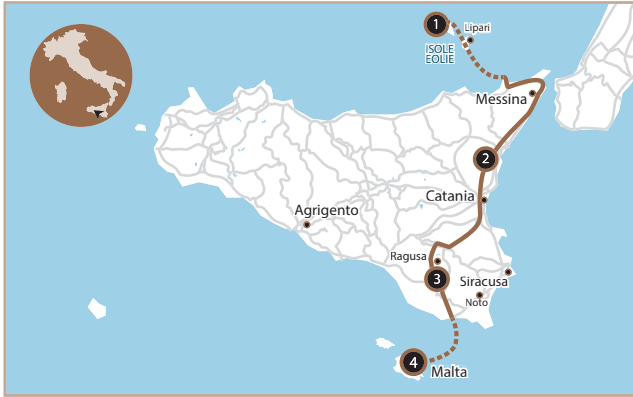 1
Lipari
ISOLE
EOLIE
Messina
2
Catania
Agrigento
Ragusa
3
Siracusa
Noto
4
Malta